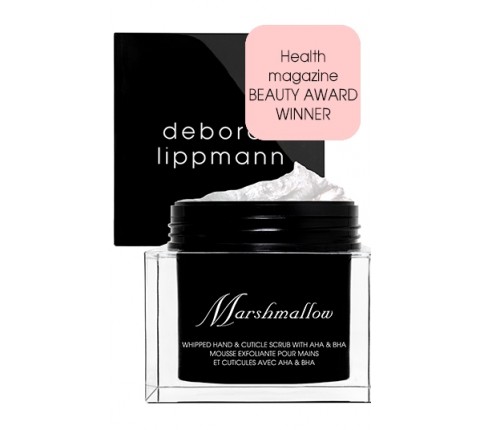 Health
magazine
BEAUTY AWARD
WINNER
lippmann
Marshmallow
WHIPPED HAND & CUTICLE SCRUB WITH AHA & BHA
MOUSSE EXFOLIANTE POUR MAINS
ET CUTICULES AVEC AHA & BHA